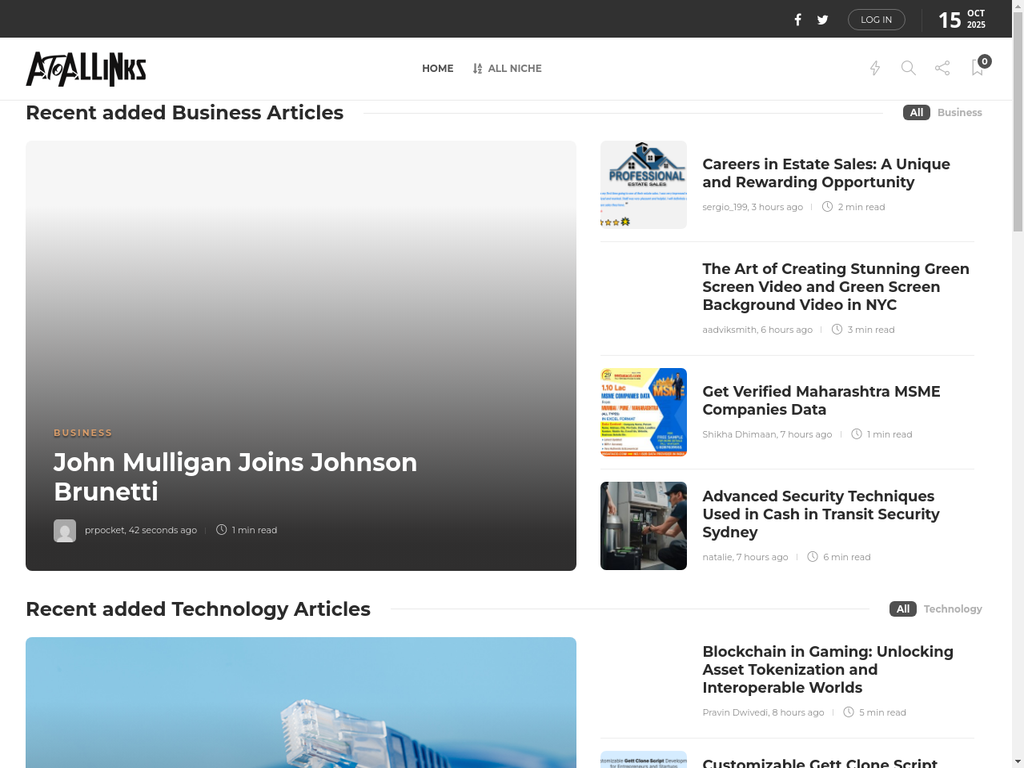 LOG IN
15 OCT
2025
ATOALLINKS
HOME
ALL NICHE
0
Recent added Business Articles
All Business
BUSINESS
John Mulligan Joins Johnson
Brunetti
prpocket, 42 seconds ago
1 min read
PROFESSIONAL
ESTATE SALES
Careers in Estate Sales: A Unique
and Rewarding Opportunity
sergio_199, 3 hours ago
2 min read
The Art of Creating Stunning Green
Screen Video and Green Screen
Background Video in NYC
aadviksmith, 6 hours ago
3 min read
1.10 Lac
MSME COMPANIES DATA
MSME
Get Verified Maharashtra MSME
Companies Data
Shikha Dhimaan, 7 hours ago
1 min read
Advanced Security Techniques
Used in Cash in Transit Security
Sydney
natalie, 7 hours ago
6 min read
Recent added Technology Articles
All Technology
Blockchain in Gaming: Unlocking
Asset Tokenization and
Interoperable Worlds
Pravin Dwivedi, 8 hours ago
5 min read
Customizable Gett Clone Script